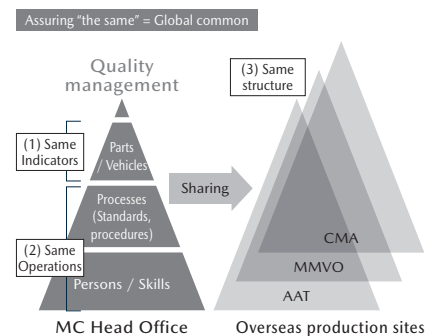 Assuring “the same” = Global common
Quality
management
(3) Same
structure
(1) Same
Indicators
Parts
/ Vehicles
Sharing
Processes
(Standards,
procedures)
(2) Same
Operations
Persons / Skills
CMA
MMVO
AAT
MC Head Office
Overseas production sites